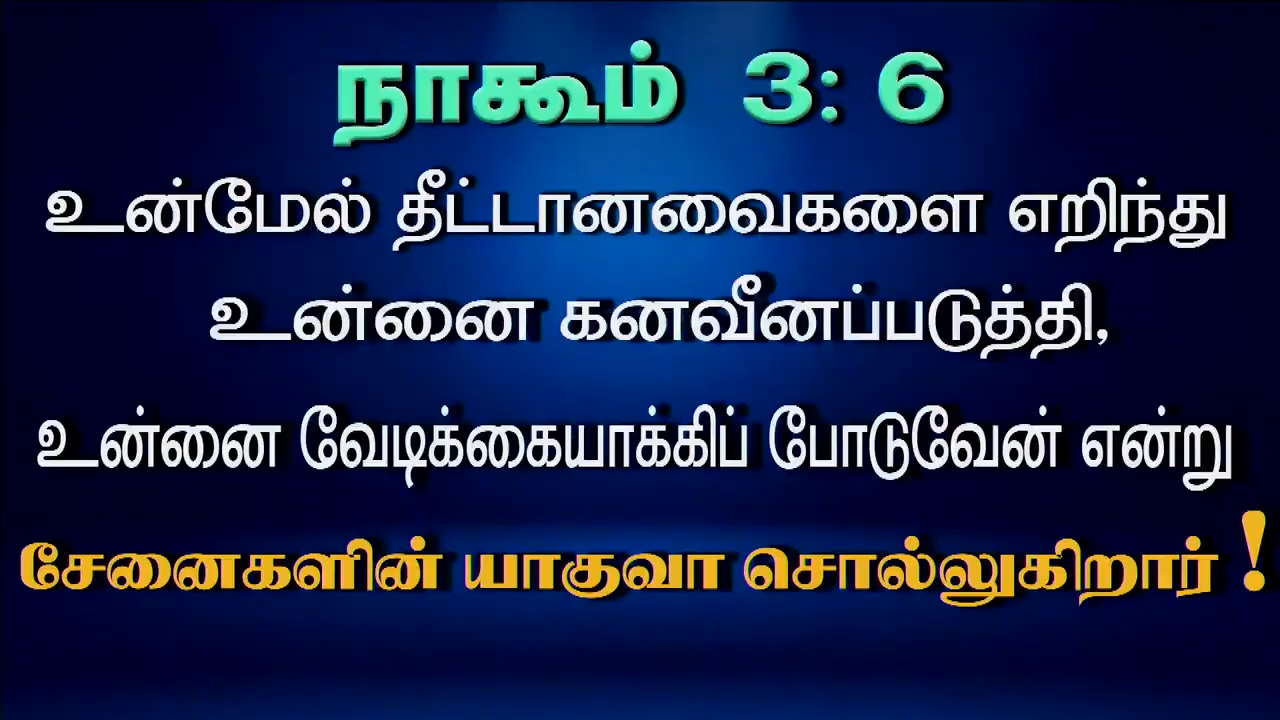 நாகூம் 3: 6
உன்மேல் தீட்டானவைகளை எறிந்து
உன்னை கனவீனப்படுத்தி,
உன்னை வேடிக்கையாக்கிப் போடுவேன் என்று
சேனைகளின் யாகுவா சொல்லுகிறார் !